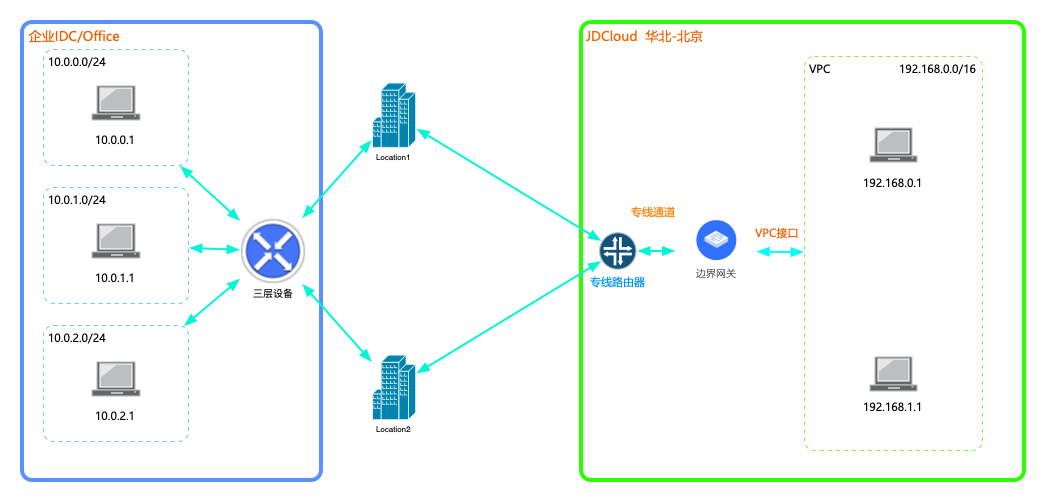 企业IDC/Office
10.0.0.0/24
10.0.0.1
10.0.1.0/24
10.0.1.1
10.0.2.0/24
10.0.2.1
三层设备
Location1
Location2
JDCloud 华北-北京
专线路由器
专线通道
边界网关
VPC接口
VPC 192.168.0.0/16
192.168.0.1
192.168.1.1